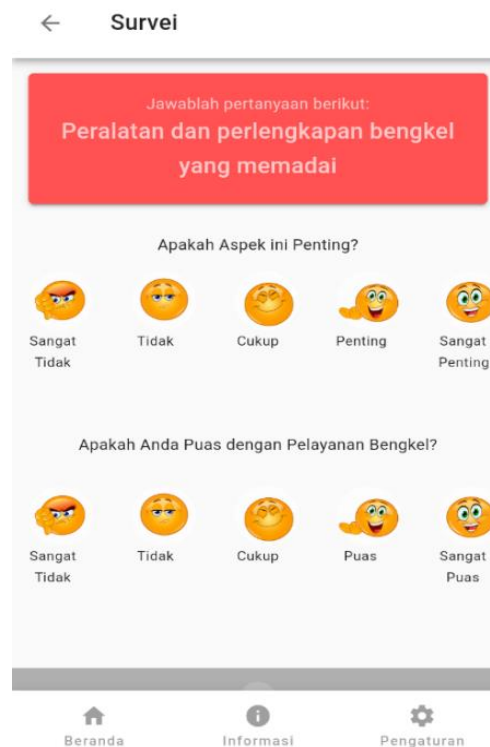 Survei
Jawablah pertanyaan berikut:
Peralatan dan perlengkapan bengkel
yang memadai
Apakah Aspek ini Penting?
Sangat Tidak Cukup Penting Sangat
Tidak Penting
Apakah Anda Puas dengan Pelayanan Bengkel?
Sangat Tidak Cukup Puas Sangat
Tidak Puas
Beranda Informasi Pengaturan